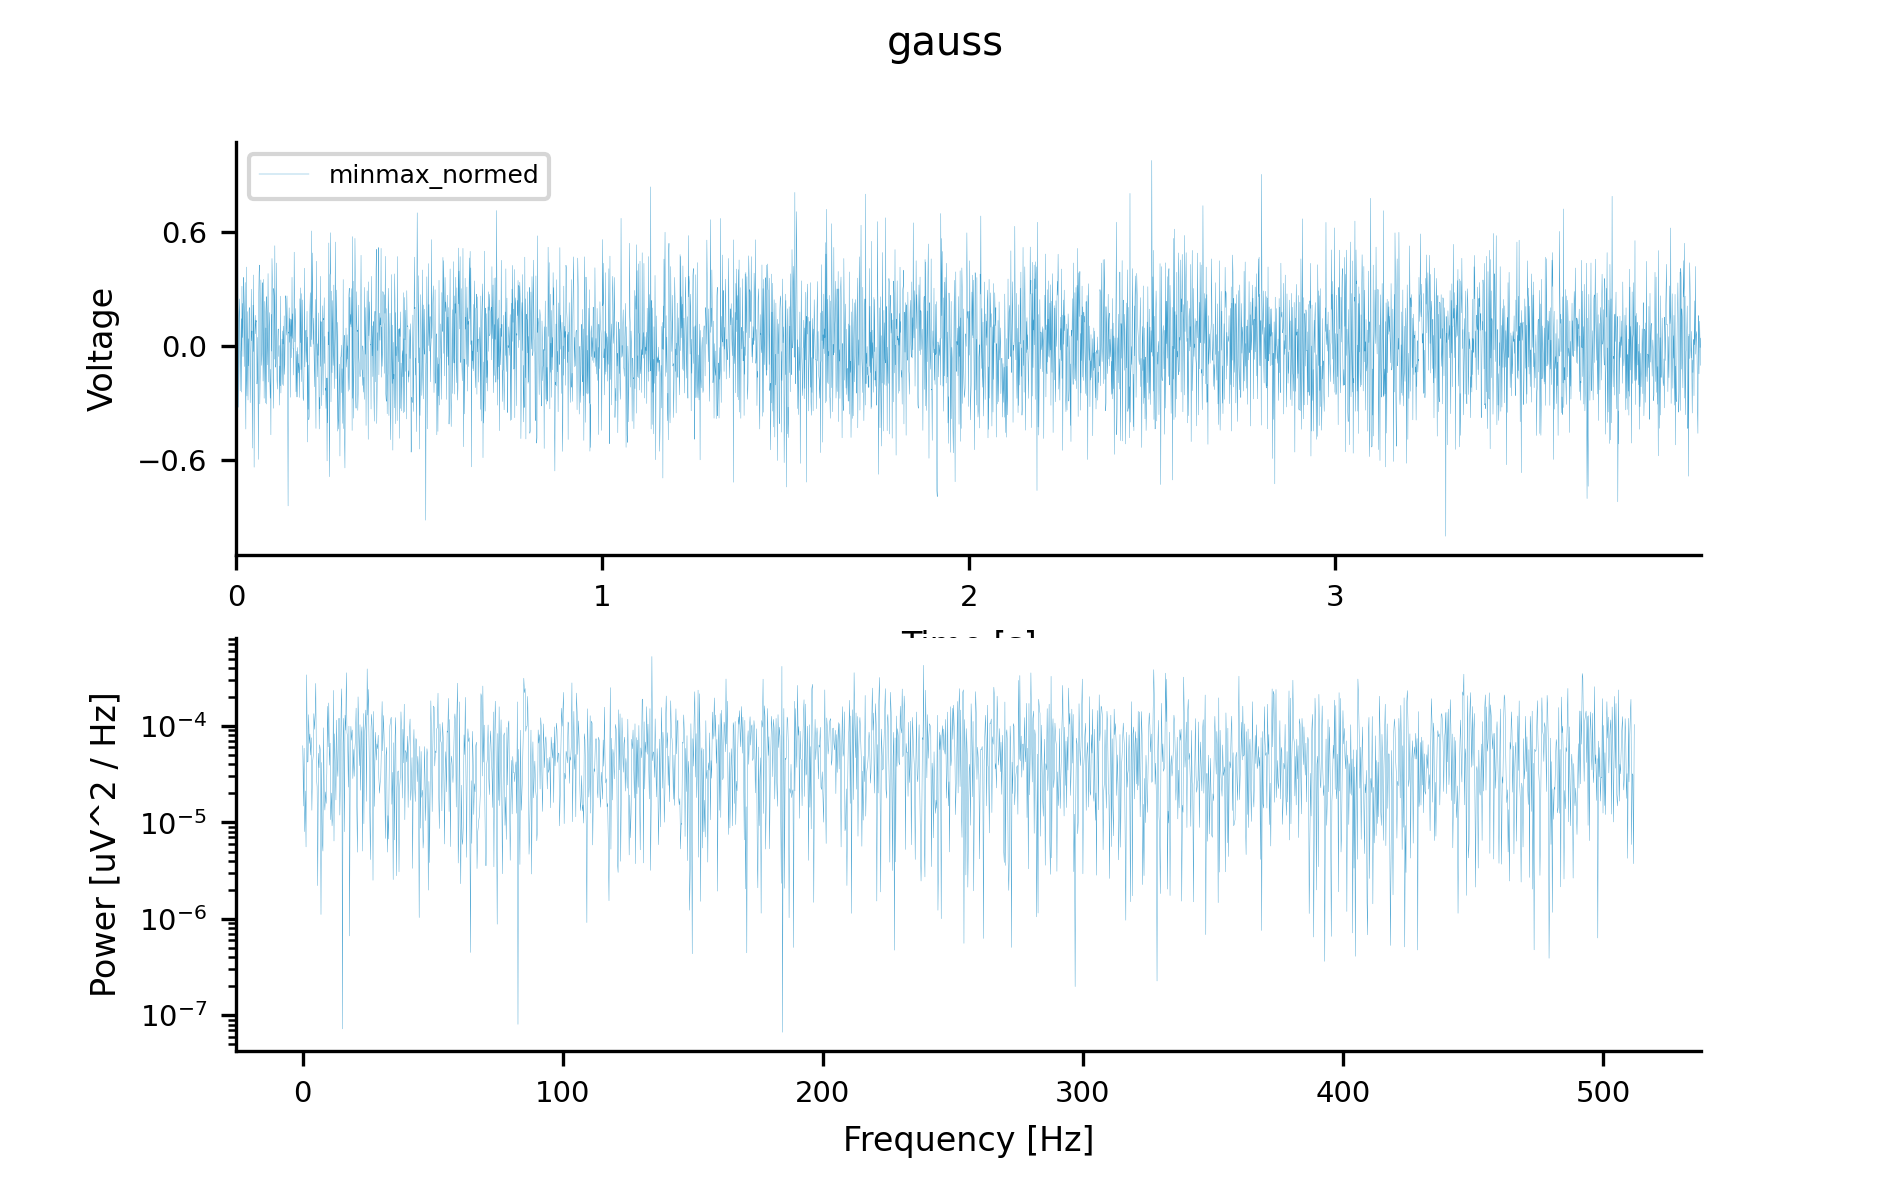 gauss
minmax_normed
Voltage
0.6
0.0
−0.6
0 1 2 3
Time [s]
Power [uV^2 / Hz]
10⁻⁴
10⁻⁵
10⁻⁶
10⁻⁷
0 100 200 300 400 500
Frequency [Hz]